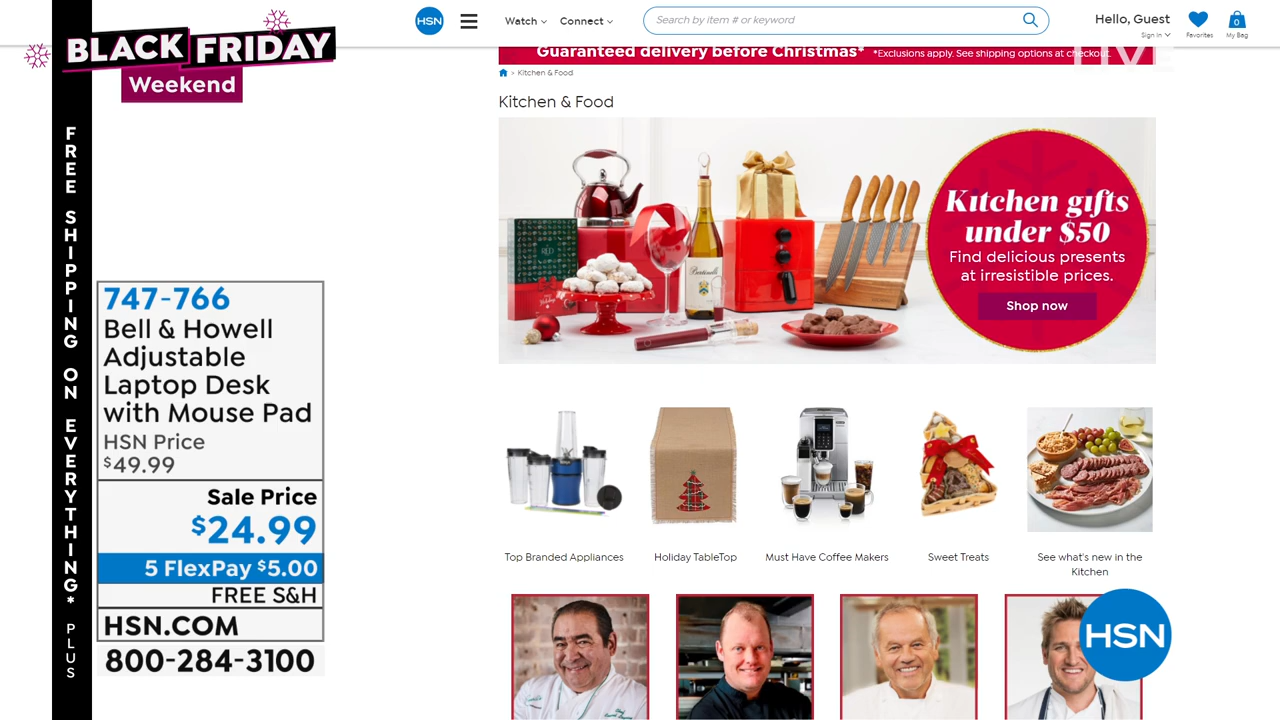 BLACK FRIDAY
Weekend
FREE SHIPPING ON EVERYTHING* PLUS
747-766
Bell & Howell
Adjustable
Laptop Desk
with Mouse Pad
HSN Price
$49.99
Sale Price
$24.99
5 FlexPay $5.00
FREE S&H
HSN.COM
800-284-3100
HSN
Watch
Connect
Search by item # or keyword
Hello, Guest
Sign in
Favorites
0
My Bag
Guaranteed delivery before Christmas* *Exclusions apply. See shipping options at checkout.
LIVE
> Kitchen & Food
Kitchen & Food
Kitchen gifts
under $50
Find delicious presents
at irresistible prices.
Shop now
Top Branded Appliances
Holiday TableTop
Must Have Coffee Makers
Sweet Treats
See what's new in the
Kitchen
HSN